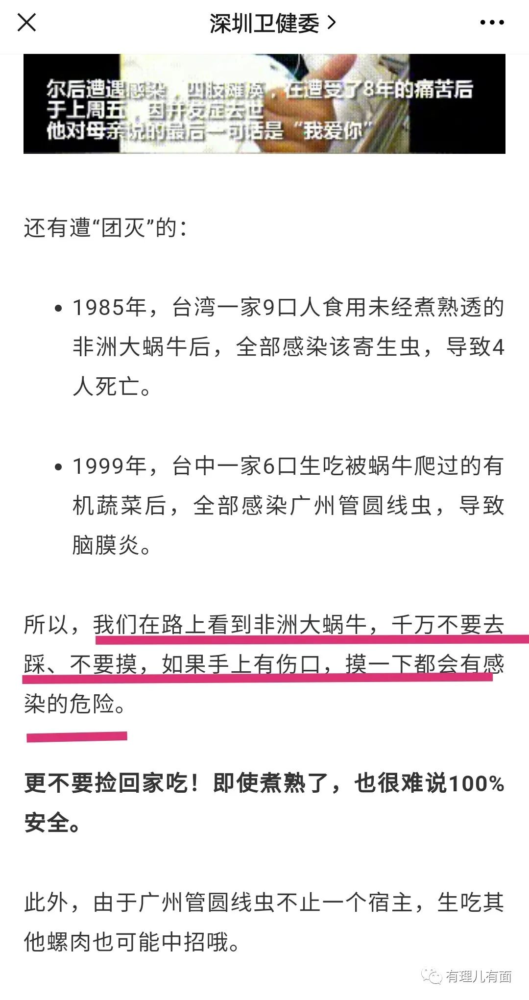 深圳卫健委
尔后遭遇感染，四肢瘫痪，在遭受了8年的痛苦后
于上周五，因并发症去世
他对母亲说的最后一句话是“我爱你”
还有遭“团灭”的：
1985年，台湾一家9口人食用未经煮熟透的
非洲大蜗牛后，全部感染该寄生虫，导致4
人死亡。
1999年，台中一家6口生吃被蜗牛爬过的有
机蔬菜后，全部感染广州管圆线虫，导致
脑膜炎。
所以，我们在路上看到非洲大蜗牛，千万不要去
踩、不要摸，如果手上有伤口，摸一下都会有感
染的危险。
更不要捡回家吃！即使煮熟了，也很难说100%
安全。
此外，由于广州管圆线虫不止一个宿主，生吃其
他螺肉也可能中招哦。
有理儿有面